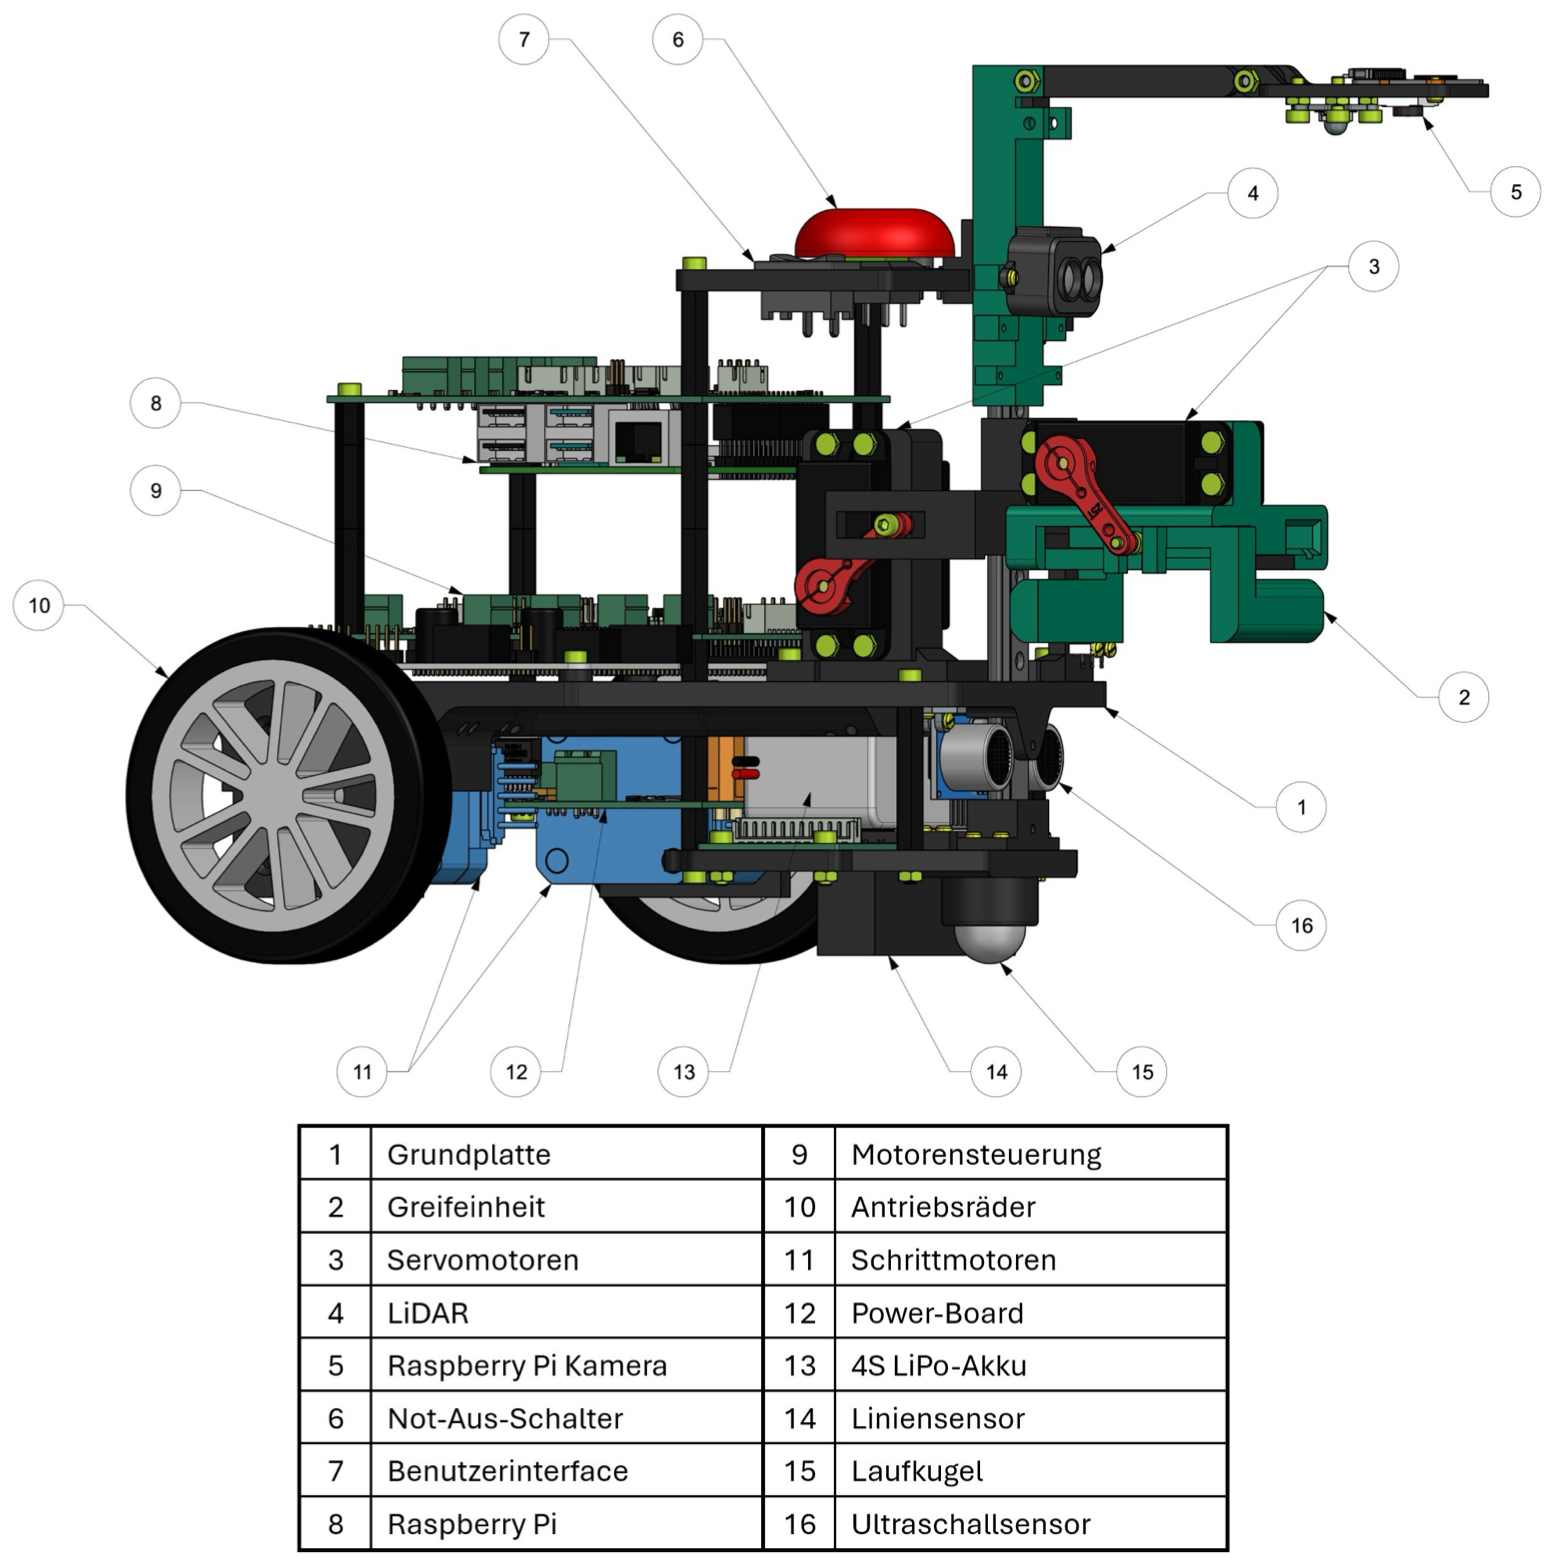 7 6
4
5
3
8
9
10
25T
2
1
16
11 12 13 14 15
1 Grundplatte 9 Motorensteuerung
2 Greifeinheit 10 Antriebsräder
3 Servomotoren 11 Schrittmotoren
4 LiDAR 12 Power-Board
5 Raspberry Pi Kamera 13 4S LiPo-Akku
6 Not-Aus-Schalter 14 Liniensensor
7 Benutzerinterface 15 Laufkugel
8 Raspberry Pi 16 Ultraschallsensor